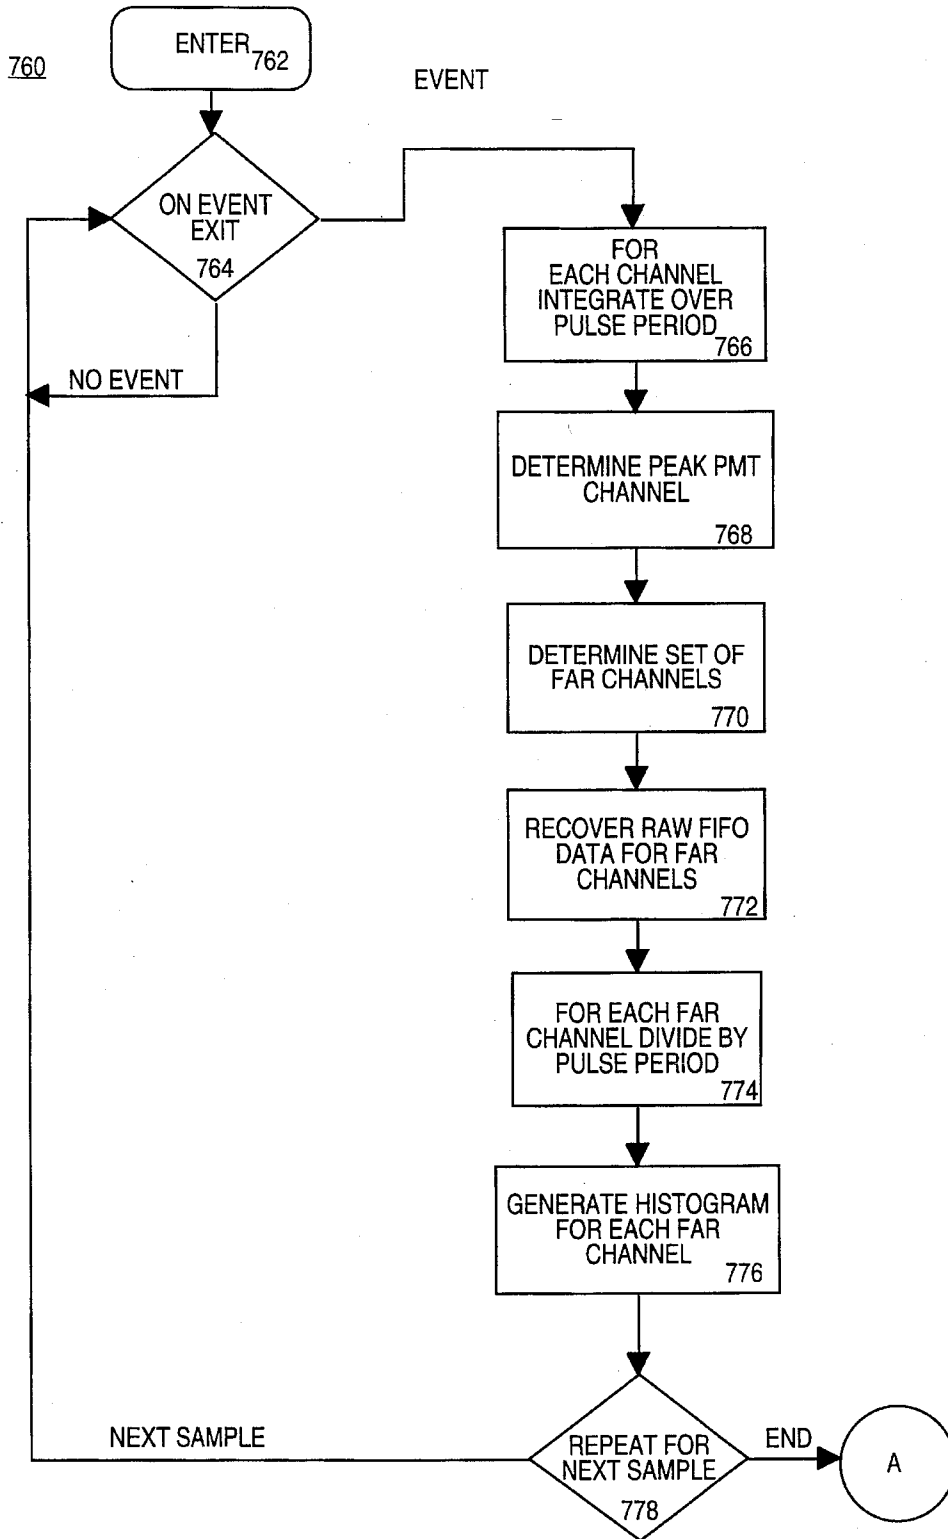 760
ENTER
762
EVENT
ON EVENT
EXIT
764
NO EVENT
FOR
EACH CHANNEL
INTEGRATE OVER
PULSE PERIOD
766
DETERMINE PEAK PMT
CHANNEL
768
DETERMINE SET OF
FAR CHANNELS
770
RECOVER RAW FIFO
DATA FOR FAR
CHANNELS
772
FOR EACH FAR
CHANNEL DIVIDE BY
PULSE PERIOD
774
GENERATE HISTOGRAM
FOR EACH FAR
CHANNEL
776
NEXT SAMPLE
REPEAT FOR
NEXT SAMPLE
778
END
A